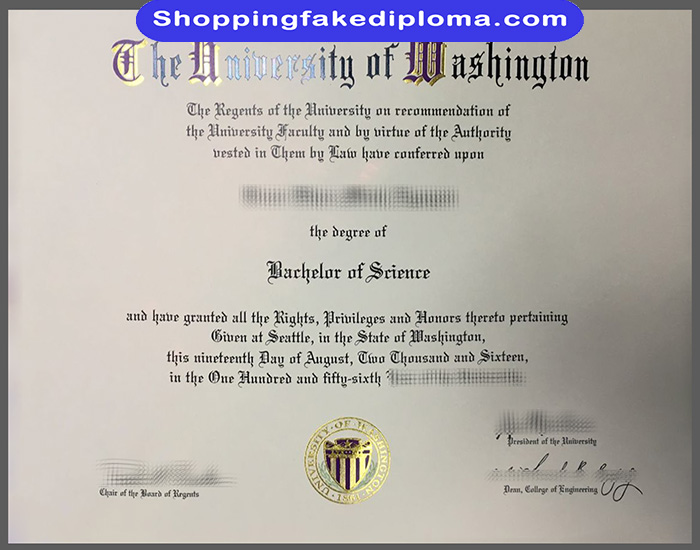 Shoppingfakediploma.com
The University of Washington
The Regents of the University on recommendation of
the University Faculty and by virtue of the Authority
vested in Them by Law have conferred upon
the degree of
Bachelor of Science
and have granted all the Rights, Privileges and Honors thereto pertaining
Given at Seattle, in the State of Washington,
this nineteenth Day of August, Two Thousand and Sixteen,
in the One Hundred and fifty-sixth
President of the University
Chair of the Board of Regents
Dean, College of Engineering
UNIVERSITY · OF
1861